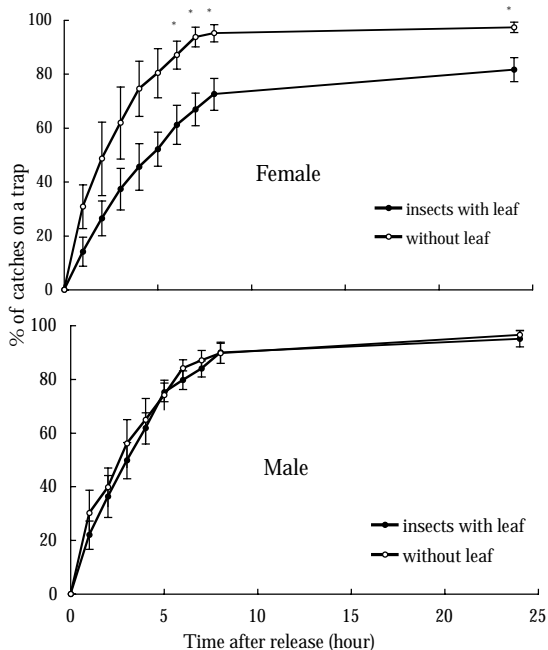 * * * *
100
80
60
40
20
0
Female
insects with leaf
without leaf
% of catches on a trap
100
80
60
40
20
0
Male
insects with leaf
without leaf
0 5 10 15 20 25
Time after release (hour)